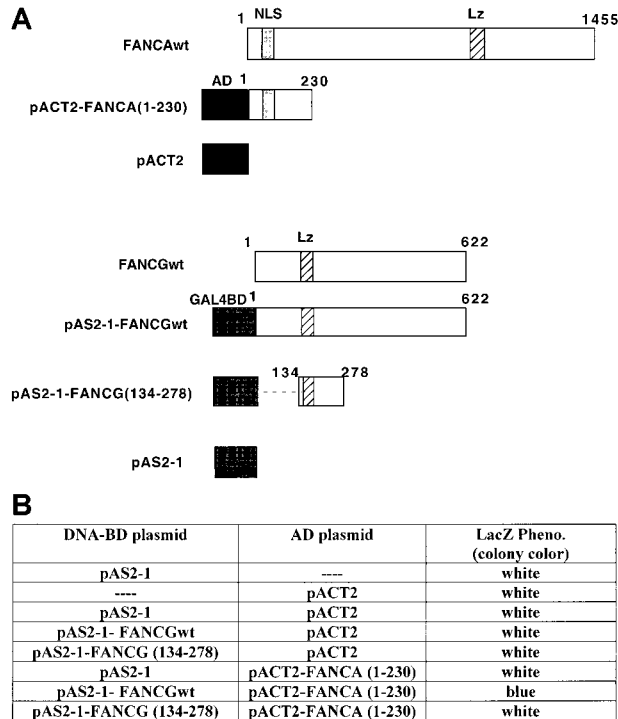 A
1 NLS Lz 1455
FANCAwt
AD 1 230
pACT2-FANCA(1-230)
pACT2
1 Lz 622
FANCGwt
GAL4BD 1 622
pAS2-1-FANCGwt
134 278
pAS2-1-FANCG(134-278)
pAS2-1
B
DNA-BD plasmid AD plasmid LacZ Pheno. (colony color)
pAS2-1 ---- white
---- pACT2 white
pAS2-1 pACT2 white
pAS2-1- FANCGwt pACT2 white
pAS2-1-FANCG (134-278) pACT2 white
pAS2-1 pACT2-FANCA (1-230) white
pAS2-1- FANCGwt pACT2-FANCA (1-230) blue
pAS2-1-FANCG (134-278) pACT2-FANCA (1-230) white